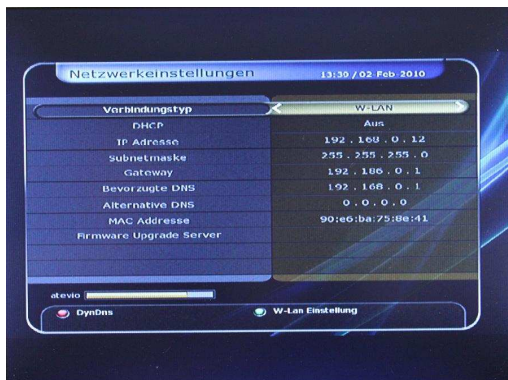 Netzwerkeinstellungen 13:39 / 02-Feb-2010
Verbindungstyp W-LAN
DHCP Aus
IP Adresse 192 . 168 . 0 . 12
Subnetmaske 255 . 255 . 255 . 0
Gateway 192 . 186 . 0 . 1
Bevorzugte DNS 192 . 168 . 0 . 1
Alternative DNS 0 . 0 . 0 . 0
MAC Addresse 90:e6:ba:75:8e:41
Firmware Upgrade Server
atevio
DynDns W-Lan Einstellung